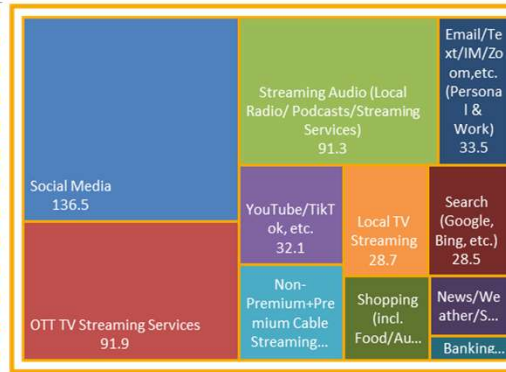 Social Media
136.5
OTT TV Streaming Services
91.9
Streaming Audio (Local
Radio/ Podcasts/Streaming
Services)
91.3
Email/Te
xt/IM/Zo
om,etc.
(Persona
l &
Work)
33.5
YouTube/TikT
ok, etc.
32.1
Local TV
Streaming
28.7
Search
(Google,
Bing, etc.)
28.5
Non-
Premium+Pre
mium Cable
Streaming...
Shopping
(incl.
Food/Au...
News/Wea
ther/S...
Banking...